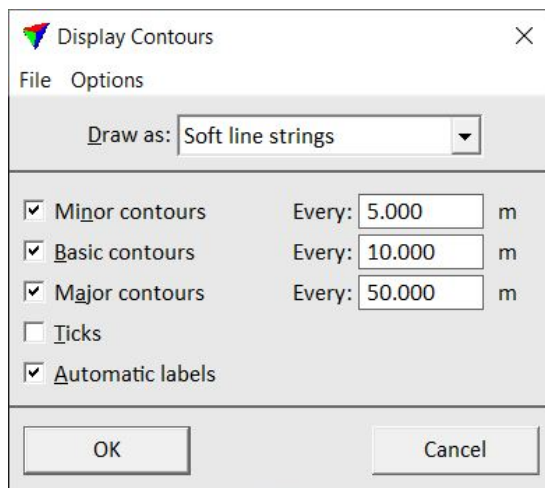 Display Contours
File Options
Draw as: Soft line strings
Minor contours Every: 5.000 m
Basic contours Every: 10.000 m
Major contours Every: 50.000 m
Ticks
Automatic labels
OK Cancel